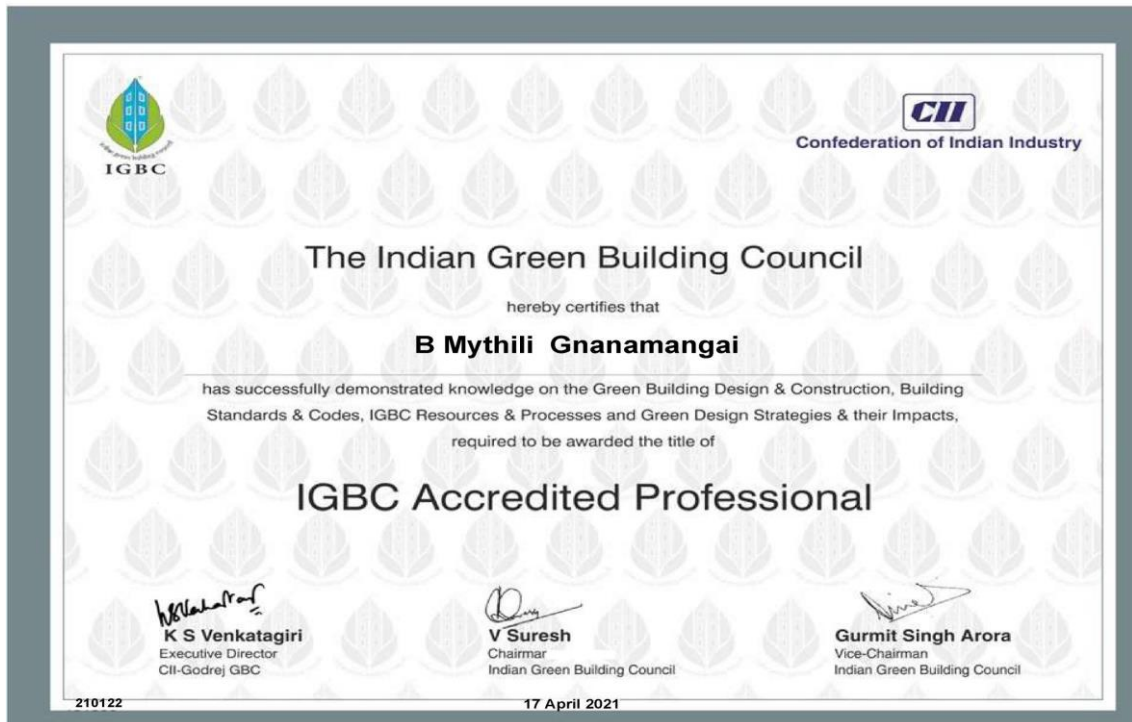 IGBC
CII
Confederation of Indian Industry
The Indian Green Building Council
hereby certifies that
B Mythili Gnanamangai
has successfully demonstrated knowledge on the Green Building Design & Construction, Building
Standards & Codes, IGBC Resources & Processes and Green Design Strategies & their Impacts,
required to be awarded the title of
IGBC Accredited Professional
K S Venkatagiri
Executive Director
CII-Godrej GBC
V Suresh
Chairmar
Indian Green Building Council
Gurmit Singh Arora
Vice-Chairman
Indian Green Building Council
210122
17 April 2021